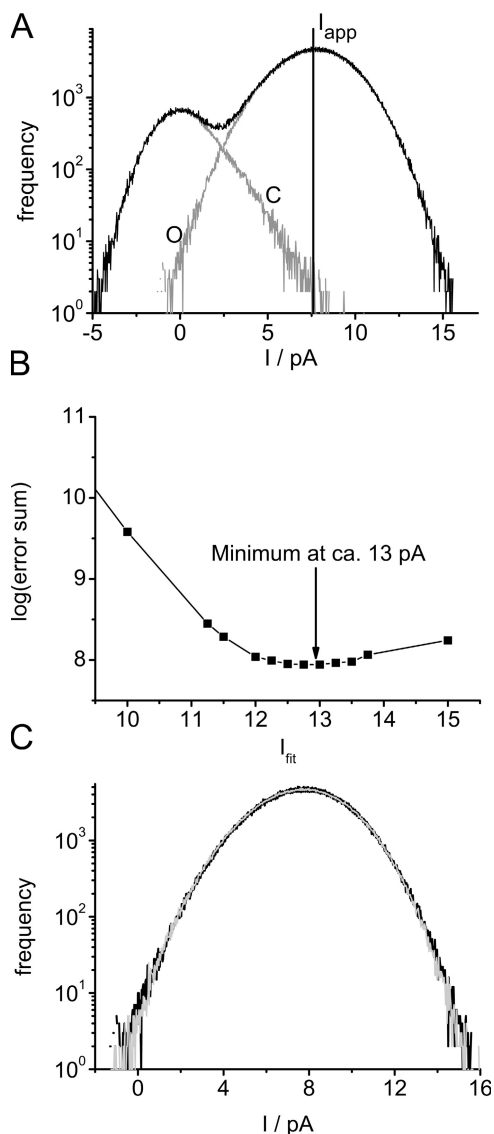 A
I_app
frequency
10^3
10^2
10^1
10^0
O
C
-5 0 5 10 15
I / pA
B
log(error sum)
11
10
9
8
Minimum at ca. 13 pA
10 11 12 13 14 15
I_fit
C
frequency
10^3
10^2
10^1
10^0
0 4 8 12 16
I / pA